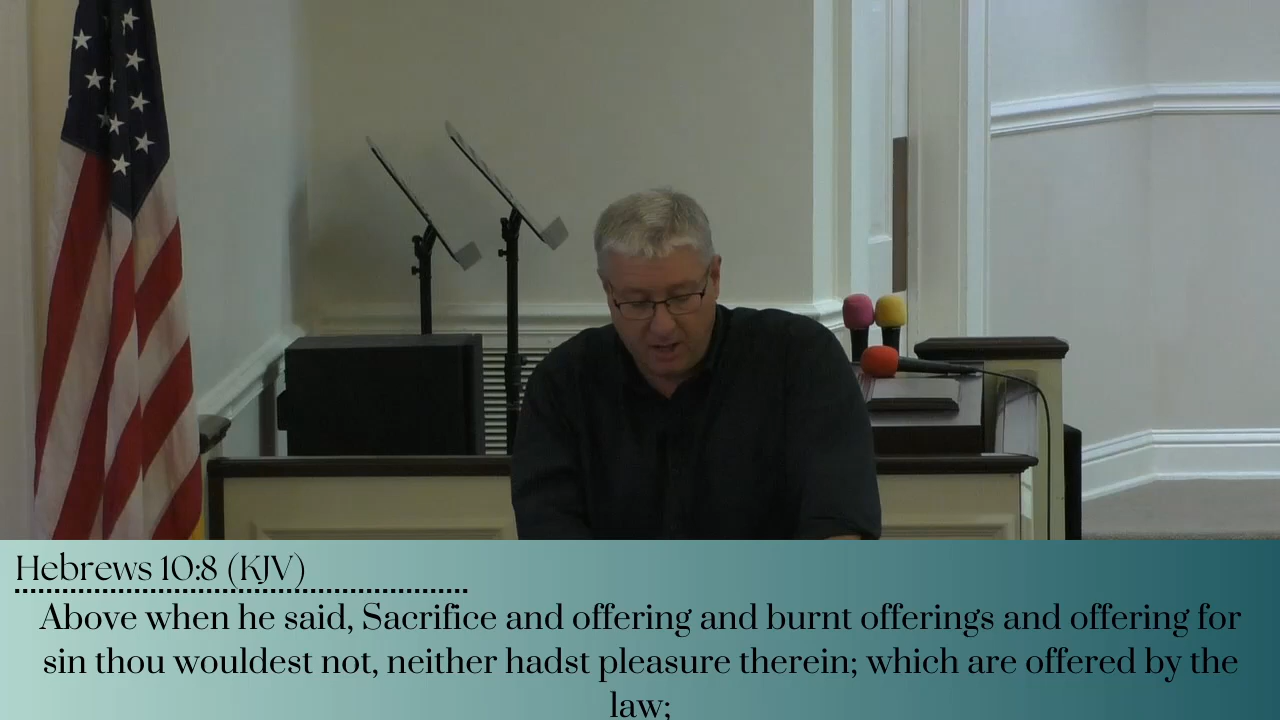 Hebrews 10:8 (KJV)
Above when he said, Sacrifice and offering and burnt offerings and offering for
sin thou wouldest not, neither hadst pleasure therein; which are offered by the
law;